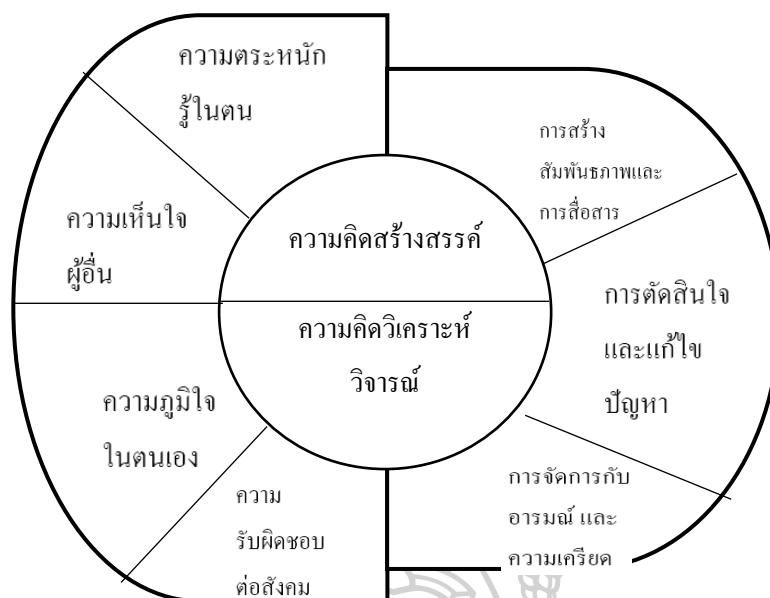 ความตระหนัก
รู้ในตน
การสร้าง
สัมพันธภาพและ
การสื่อสาร
ความเห็นใจ
ผู้อื่น
ความคิดสร้างสรรค์
การตัดสินใจ
และแก้ไข
ปัญหา
ความคิดวิเคราะห์
วิจารณ์
ความภูมิใจ
ในตนเอง
การจัดการกับ
อารมณ์ และ
ความเครียด
ความ
รับผิดชอบ
ต่อสังคม